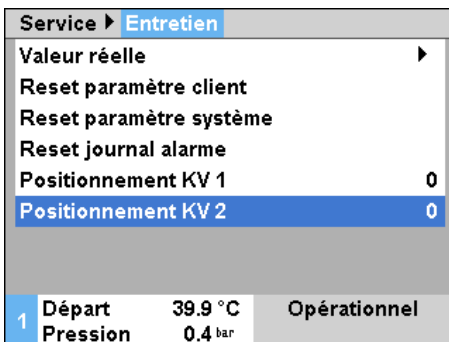 Service ▶ Entretien
Valeur réelle ▶
Reset paramètre client
Reset paramètre système
Reset journal alarme
Positionnement KV 1 0
Positionnement KV 2 0
1 Départ 39.9 °C Opérationnel
Pression 0.4 bar